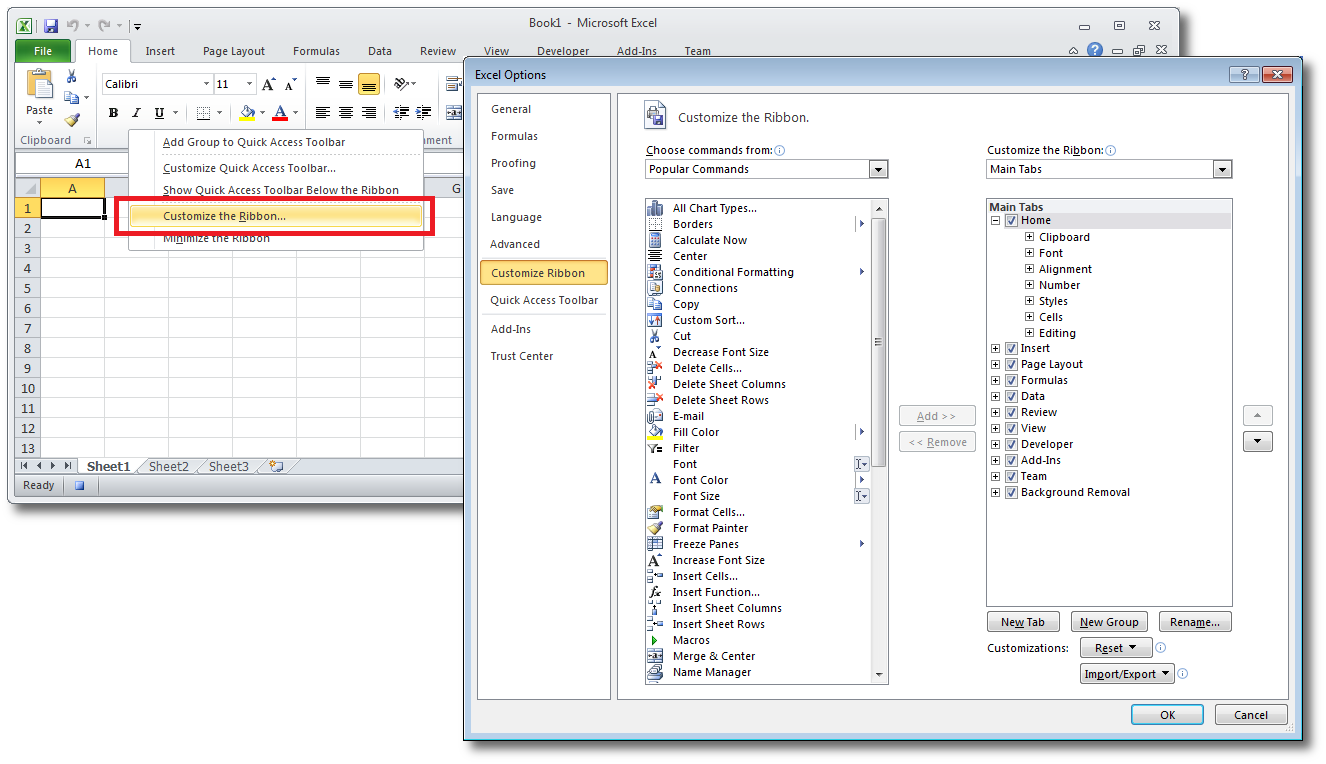 Book1 - Microsoft Excel
File Home Insert Page Layout Formulas Data Review View Developer Add-Ins Team
Calibri 11
Paste
B I U
Clipboard
nment
Add Group to Quick Access Toolbar
Customize Quick Access Toolbar...
Show Quick Access Toolbar Below the Ribbon
Customize the Ribbon...
Minimize the Ribbon
A1
A G
1
2
3
4
5
6
7
8
9
10
11
12
13
Sheet1 Sheet2 Sheet3
Ready
Excel Options
General
Formulas
Proofing
Save
Language
Advanced
Customize Ribbon
Quick Access Toolbar
Add-Ins
Trust Center
Customize the Ribbon.
Choose commands from:
Popular Commands
All Chart Types...
Borders
Calculate Now
Center
Conditional Formatting
Connections
Copy
Custom Sort...
Cut
Decrease Font Size
Delete Cells...
Delete Sheet Columns
Delete Sheet Rows
E-mail
Fill Color
Filter
Font
Font Color
Font Size
Format Cells...
Format Painter
Freeze Panes
Increase Font Size
Insert Cells...
Insert Function...
Insert Sheet Columns
Insert Sheet Rows
Macros
Merge & Center
Name Manager
Add >>
<< Remove
Customize the Ribbon:
Main Tabs
Main Tabs
Home
Clipboard
Font
Alignment
Number
Styles
Cells
Editing
Insert
Page Layout
Formulas
Data
Review
View
Developer
Add-Ins
Team
Background Removal
New Tab New Group Rename...
Customizations: Reset
Import/Export
OK Cancel